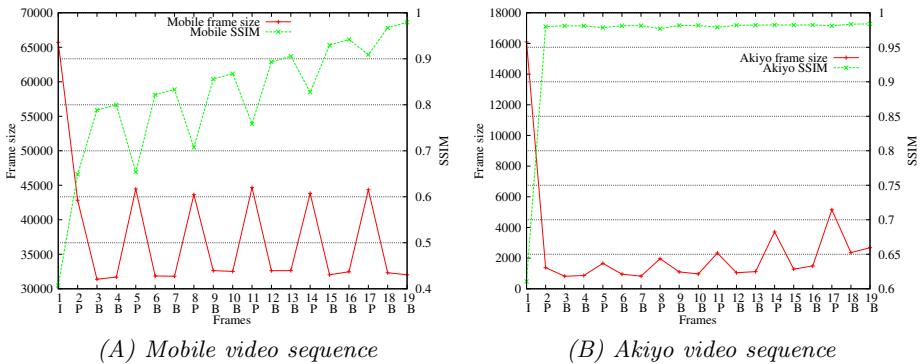 Mobile frame size
Mobile SSIM
Frame size
70000
65000
60000
55000
50000
45000
40000
35000
30000
1
0.9
0.8
0.7
0.6
0.5
0.4
SSIM
1 2 3 4 5 6 7 8 9 10 11 12 13 14 15 16 17 18 19
I P B B P B B P B B P B B P B B P B B
Frames
(A) Mobile video sequence
Akiyo frame size
Akiyo SSIM
Frame size
18000
16000
14000
12000
10000
8000
6000
4000
2000
0
1
0.95
0.9
0.85
0.8
0.75
0.7
0.65
0.6
SSIM
1 2 3 4 5 6 7 8 9 10 11 12 13 14 15 16 17 18 19
I P B B P B B P B B P B B P B B P B B
Frames
(B) Akiyo video sequence